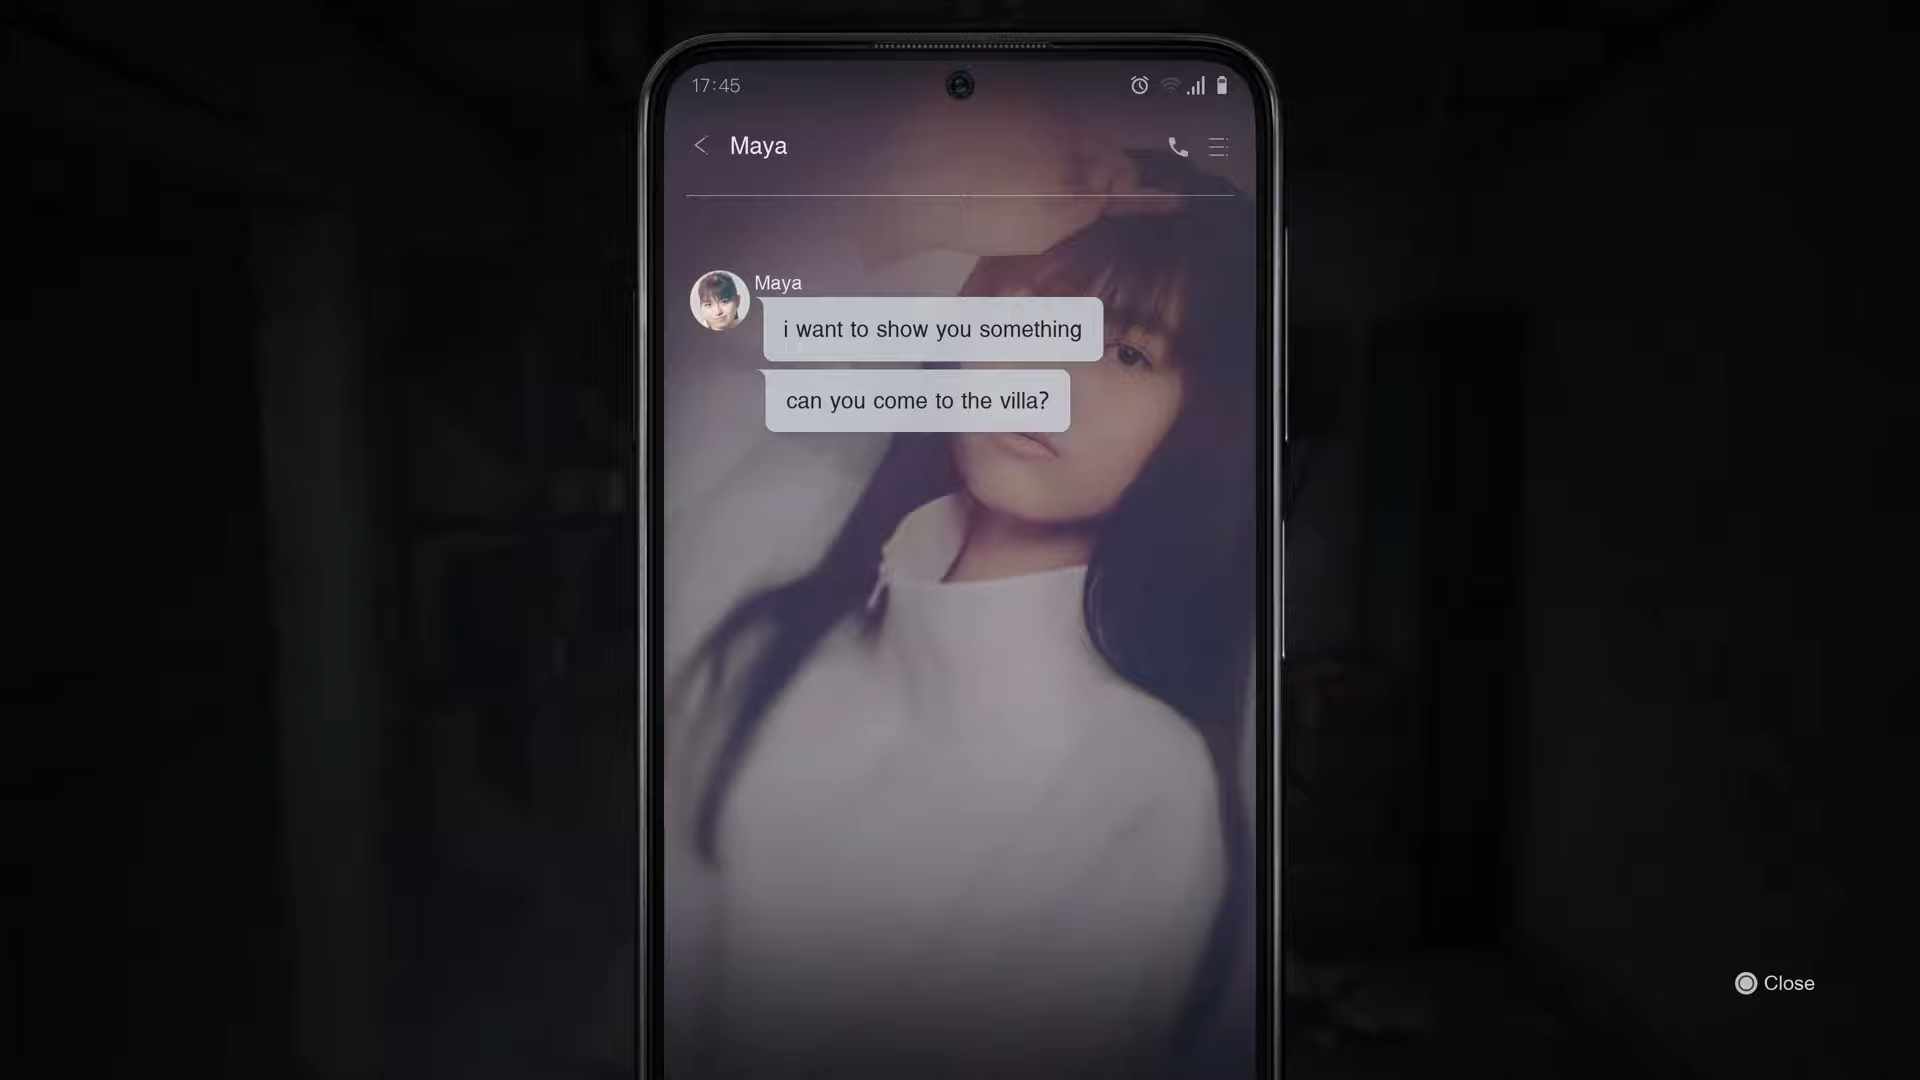 17:45
Maya
Maya
i want to show you something
can you come to the villa?
Close